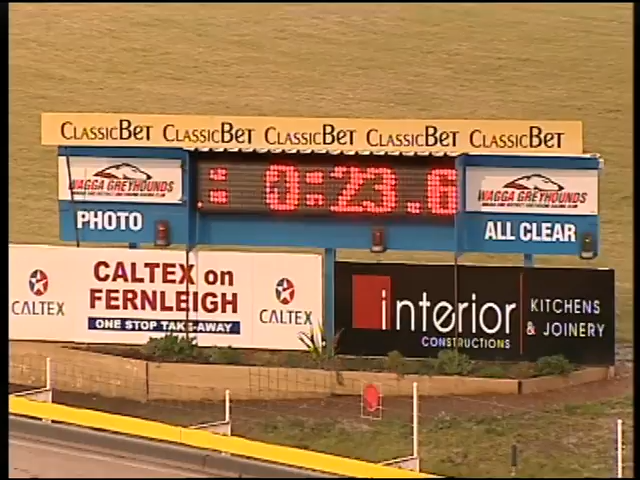 CLASSICBET CLASSICBET CLASSICBET CLASSICBET CLASSICBET
WAGGA GREYHOUNDS
: 0:23.6
WAGGA GREYHOUNDS
PHOTO
ALL CLEAR
CALTEX
CALTEX on
FERNLEIGH
ONE STOP TAKE-AWAY
CALTEX
interior
CONSTRUCTIONS
KITCHENS
& JOINERY